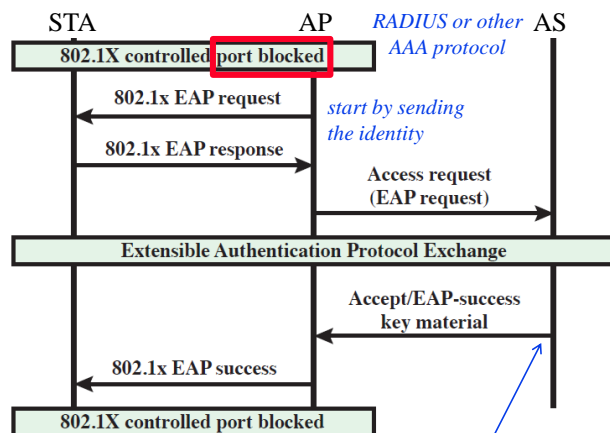 STA AP AS
RADIUS or other
AAA protocol
802.1X controlled port blocked
802.1x EAP request
start by sending
the identity
802.1x EAP response
Access request
(EAP request)
Extensible Authentication Protocol Exchange
Accept/EAP-success
key material
802.1x EAP success
802.1X controlled port blocked